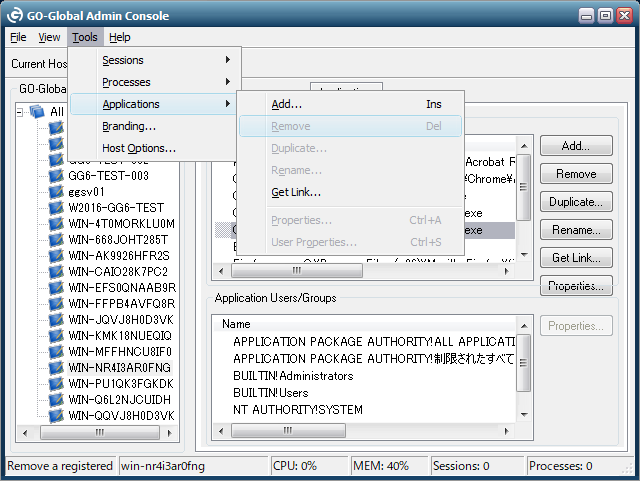 GO-Global Admin Console
File View Tools Help
Current Hos
Sessions
Processes
Applications
Branding...
Host Options...
Add... Ins
Remove Del
Duplicate...
Rename...
Get Link...
Properties... Ctrl+A
User Properties... Ctrl+S
GO-Global
All
GG6-TEST-002
GG6-TEST-003
ggsv01
W2016-GG6-TEST
WIN-4T0MORKLU0M
WIN-668JOHT285T
WIN-AK9926HFR2S
WIN-CAIO28K7PC2
WIN-EFS0QNAAB9R
WIN-FFPB4AVFQ8R
WIN-JQVJ8H0D3VK
WIN-KMK18NUEQIO
WIN-MFFHNCU8IF0
WIN-NR4I3AR0FNG
WIN-PU1QK3FGKDK
WIN-Q6L2NJCUIDH
WIN-QQVJ8H0D3VK
Acrobat R
¥Chrome¥
exe
exe
Add...
Remove
Duplicate...
Rename...
Get Link...
Properties...
Application Users/Groups
Name
APPLICATION PACKAGE AUTHORITY!ALL APPLICATI
APPLICATION PACKAGE AUTHORITY!制限されたすべて
BUILTIN!Administrators
BUILTIN!Users
NT AUTHORITY!SYSTEM
Properties...
Remove a registered win-nr4i3ar0fng CPU: 0% MEM: 40% Sessions: 0 Processes: 0